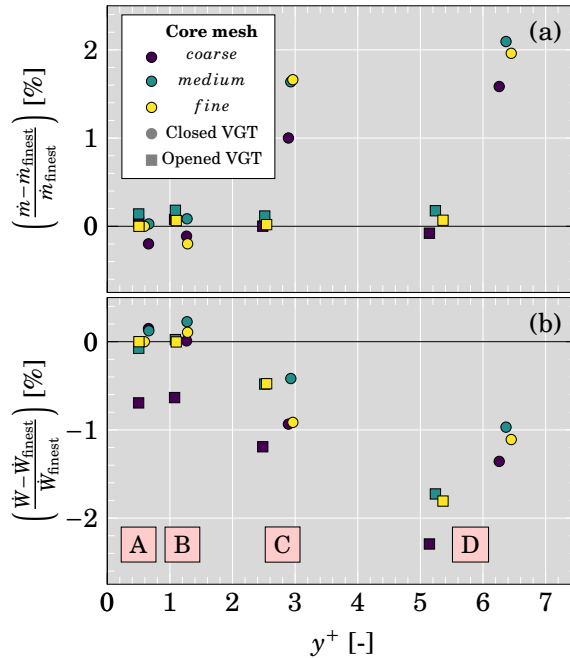 (a)
Core mesh
coarse
medium
fine
Closed VGT
Opened VGT
2
1
0
(ṁ−ṁfinest / ṁfinest) [%]
(b)
0
−1
−2
(Ẇ−Ẇfinest / Ẇfinest) [%]
A B C D
0 1 2 3 4 5 6 7
y⁺ [-]